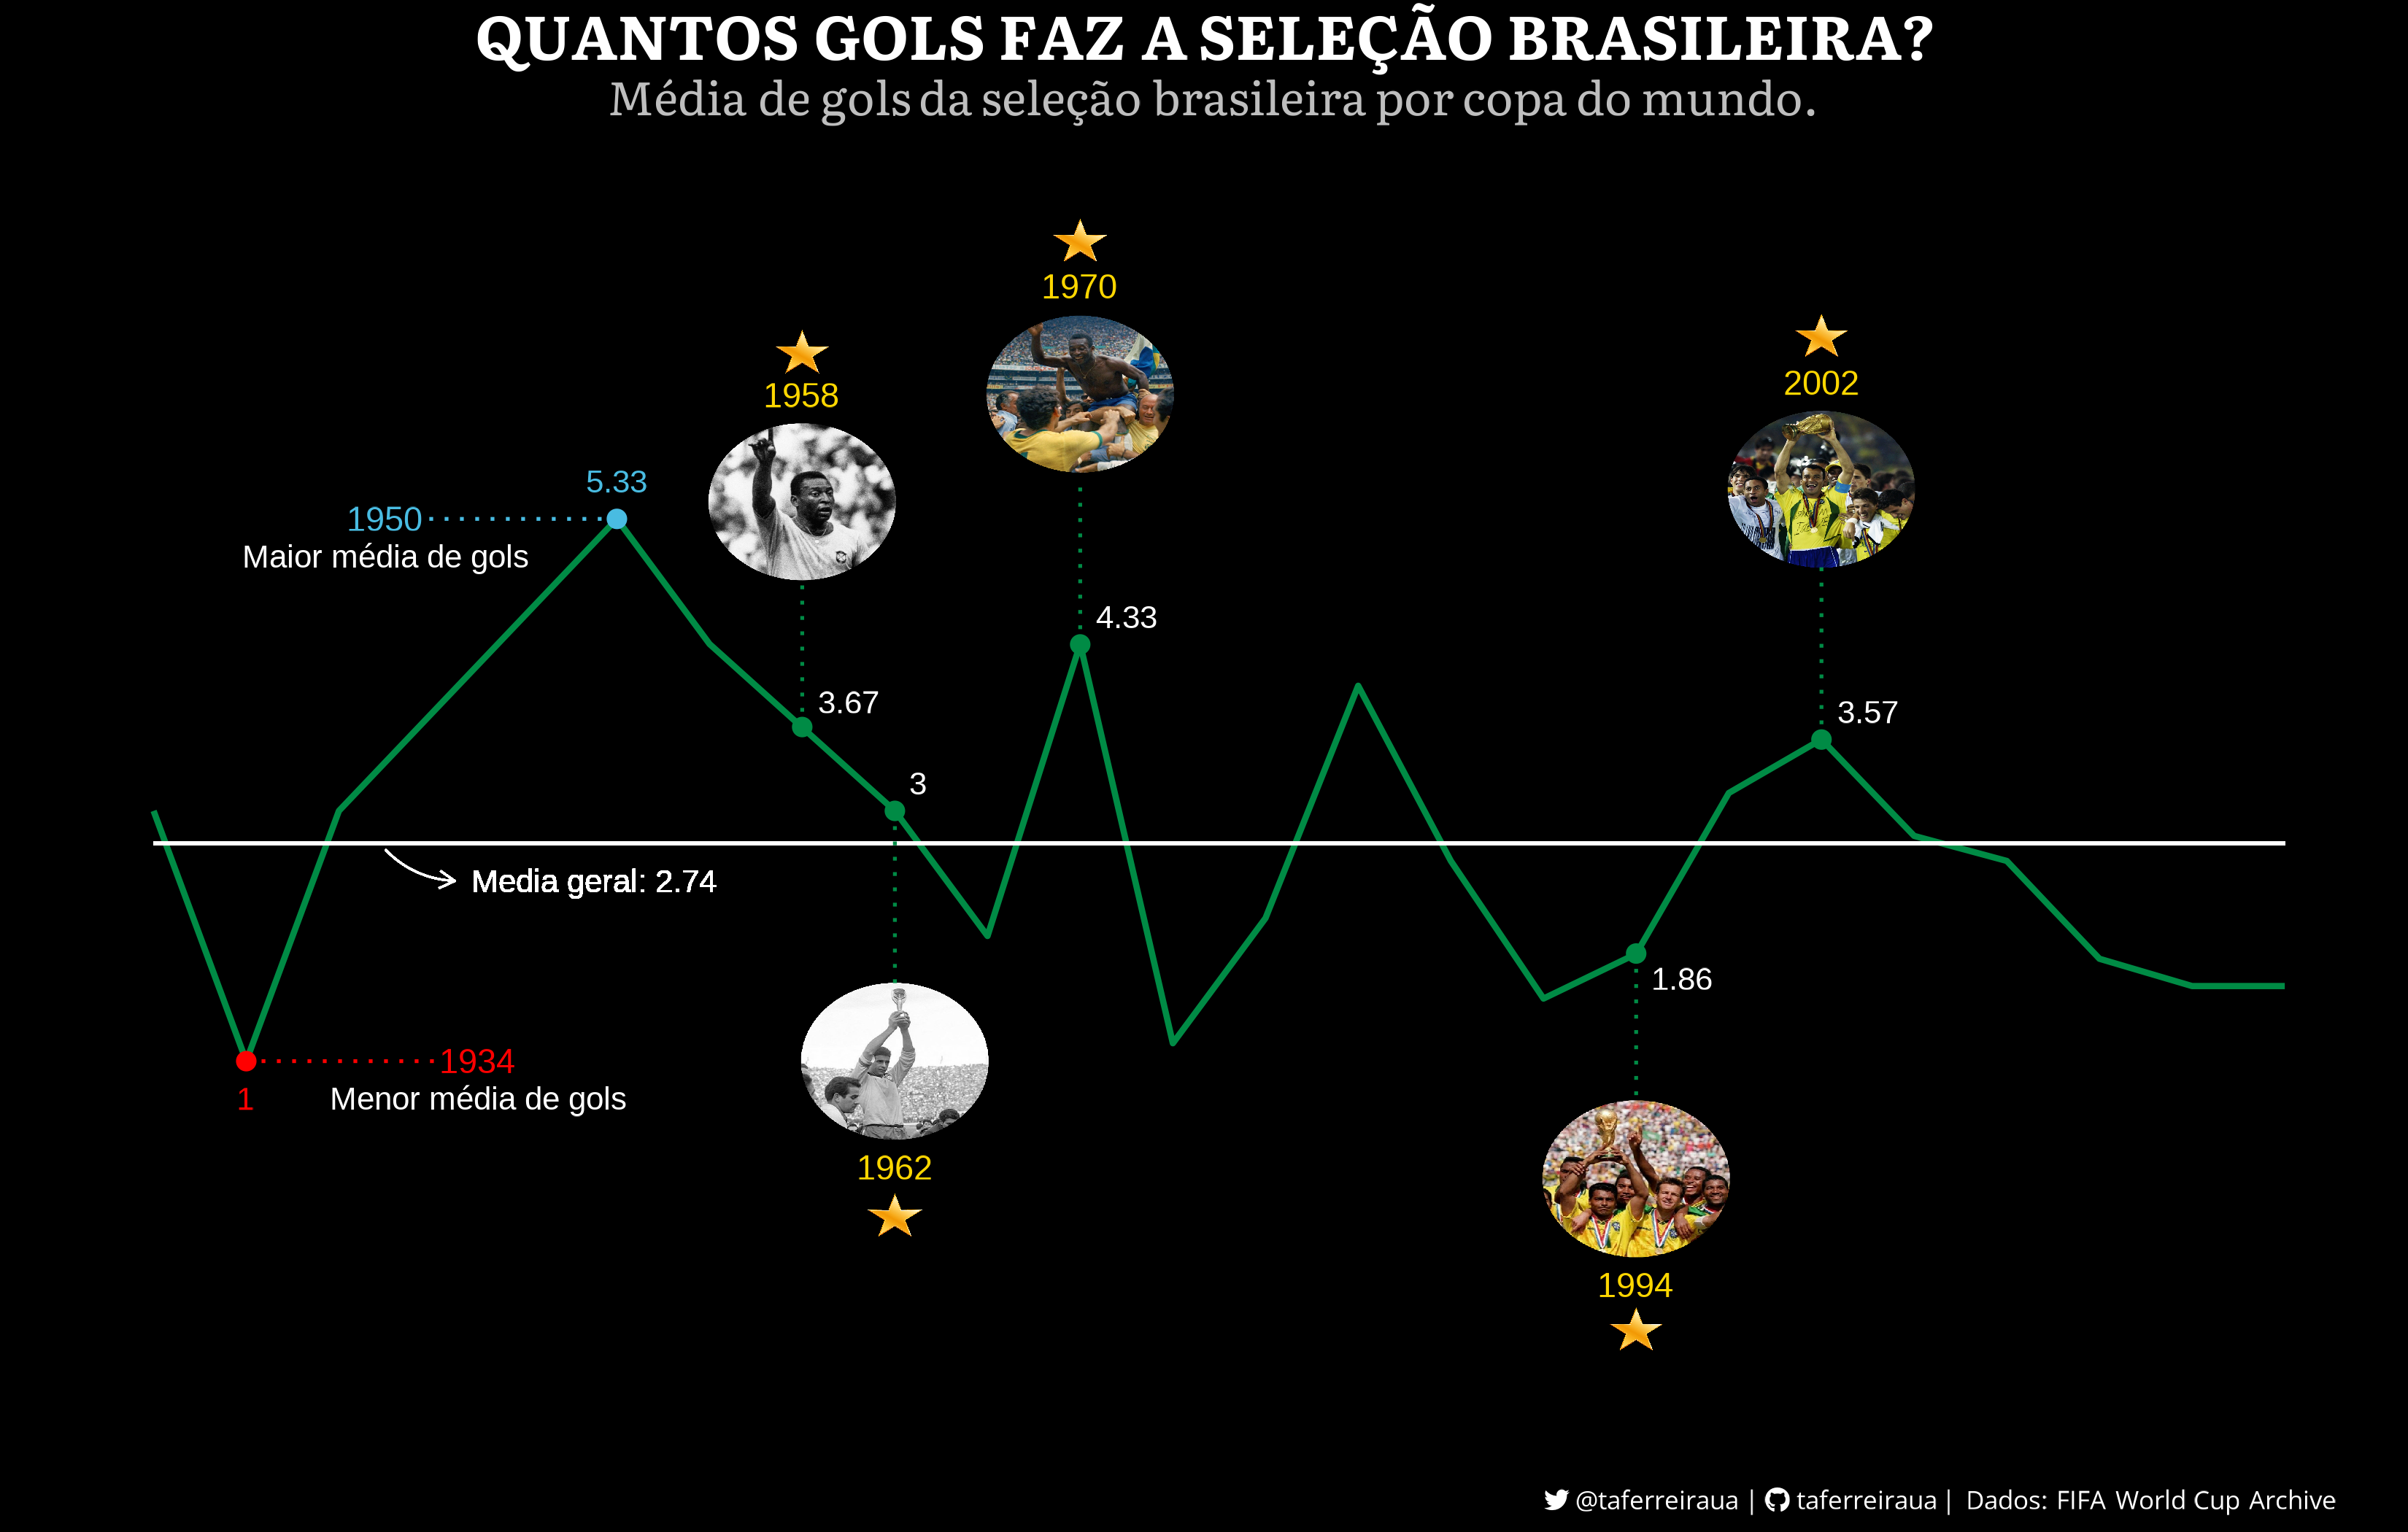 QUANTOS GOLS FAZ A SELEÇÃO BRASILEIRA?
Média de gols da seleção brasileira por copa do mundo.
1970
2002
1958
5.33
1950
Maior média de gols
4.33
3.67
3.57
3
Media geral: 2.74
1.86
1934
1
Menor média de gols
1962
1994
@taferreiraua | taferreiraua | Dados: FIFA World Cup Archive